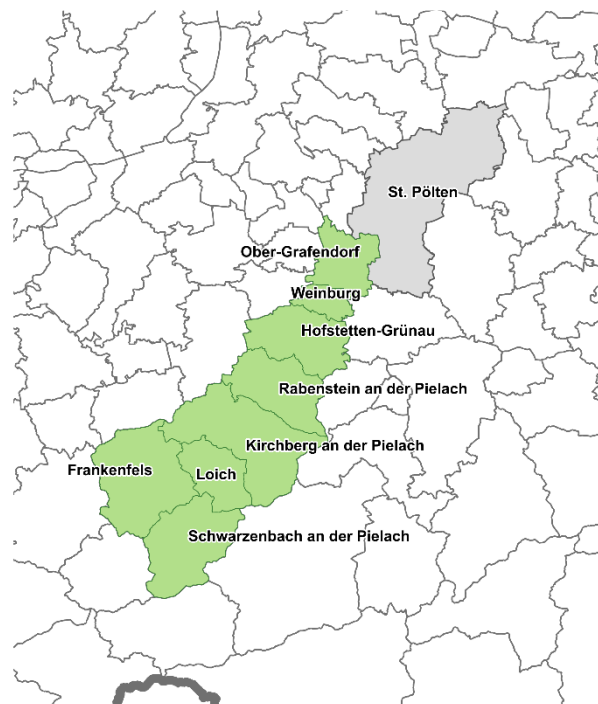 St. Pölten
Ober-Grafendorf
Weinburg
Hofstetten-Grünau
Rabenstein an der Pielach
Kirchberg an der Pielach
Frankenfels
Loich
Schwarzenbach an der Pielach